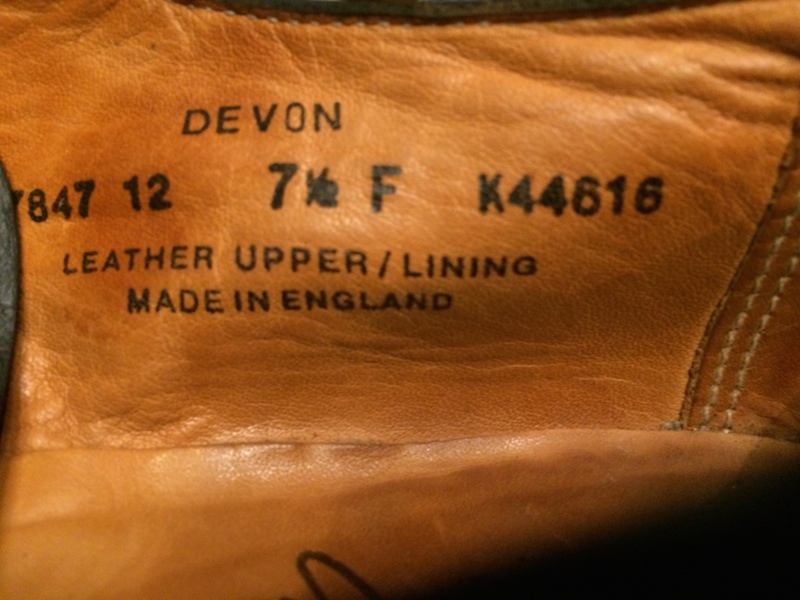 DEVON
7847 12 7½ F K44616
LEATHER UPPER / LINING
MADE IN ENGLAND